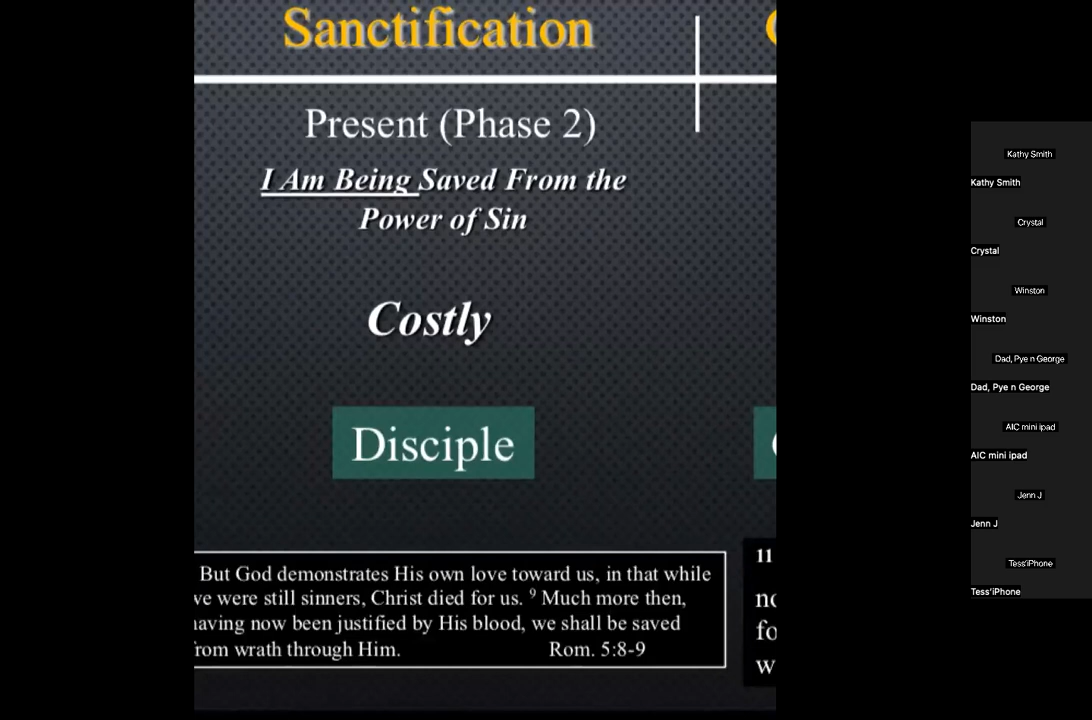 Sanctification
Present (Phase 2)
I Am Being Saved From the
Power of Sin
Costly
Disciple
But God demonstrates His own love toward us, in that while
we were still sinners, Christ died for us. 9 Much more then,
having now been justified by His blood, we shall be saved
from wrath through Him. Rom. 5:8-9
11
Kathy Smith
Kathy Smith
Crystal
Crystal
Winston
Winston
Dad, Pye n George
Dad, Pye n George
AIC mini ipad
AIC mini ipad
Jenn J
Jenn J
Tess'iPhone
Tess'iPhone